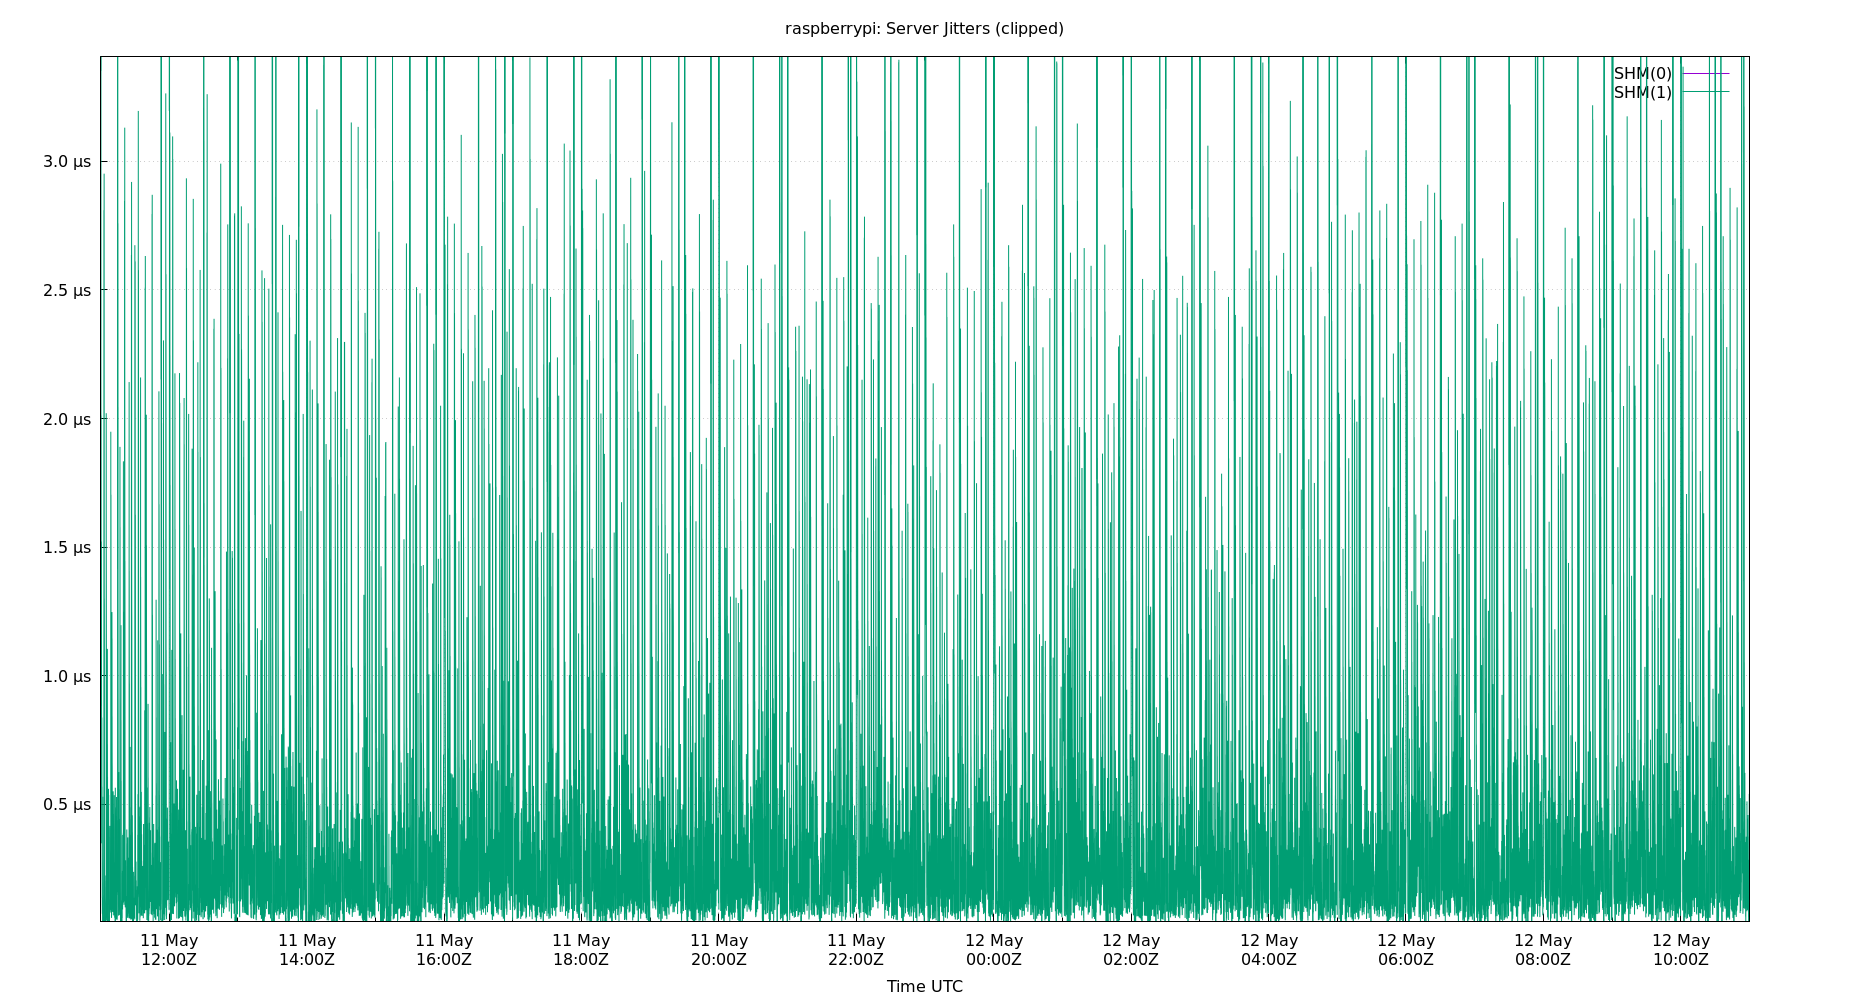 raspberrypi: Server Jitters (clipped)
SHM(0)
SHM(1)
3.0 µs
2.5 µs
2.0 µs
1.5 µs
1.0 µs
0.5 µs
11 May 11 May 11 May 11 May 11 May 11 May 12 May 12 May 12 May 12 May 12 May 12 May
12:00Z 14:00Z 16:00Z 18:00Z 20:00Z 22:00Z 00:00Z 02:00Z 04:00Z 06:00Z 08:00Z 10:00Z
Time UTC